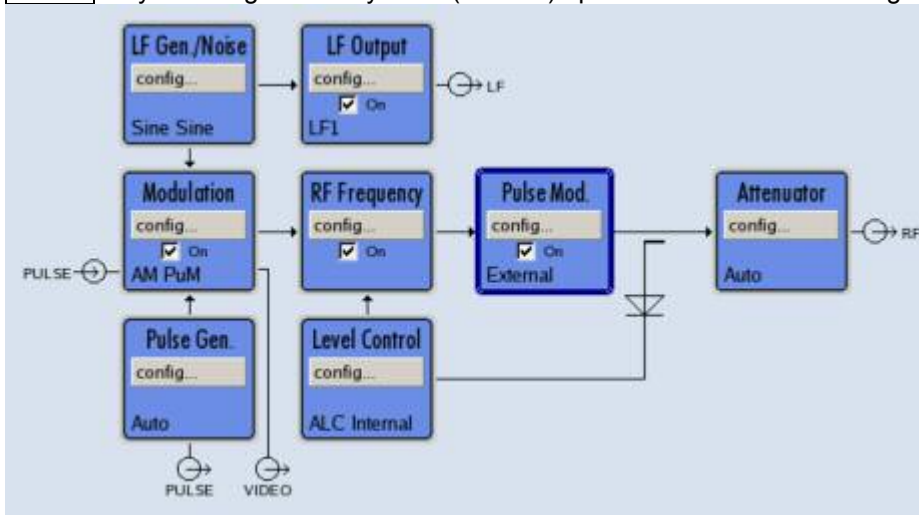 LF Gen./Noise
config...
Sine Sine
LF Output
config...
On
LF1
LF
Modulation
config...
On
AM PuM
PULSE
RF Frequency
config...
On
Pulse Mod.
config...
On
External
Attenuator
config...
Auto
RF
Pulse Gen.
config...
Auto
Level Control
config...
ALC Internal
PULSE
VIDEO